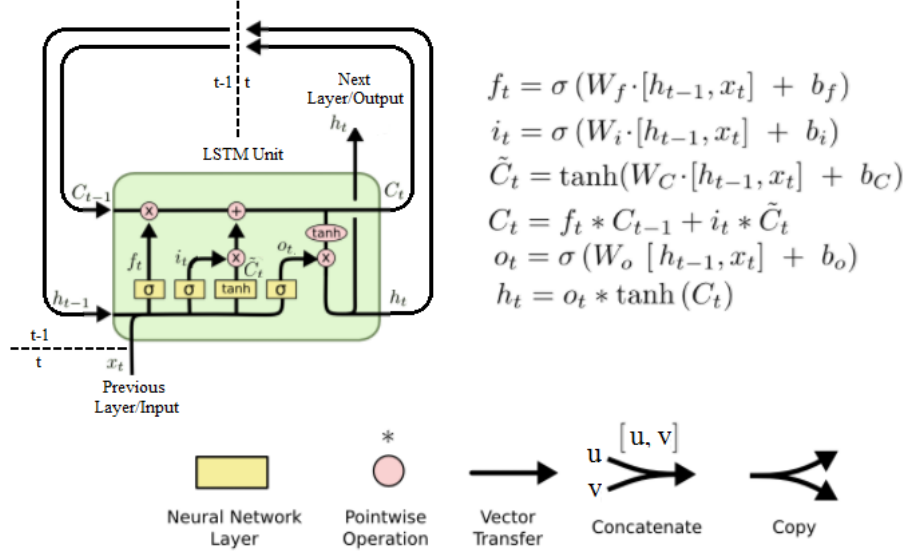 t-1 t
Next
Layer/Output
h_t
LSTM Unit
C_{t-1}
C_t
x
+
tanh
f_t
i_t
x
C̃_t
o_t
x
σ
σ
tanh
σ
h_{t-1}
h_t
t-1
t
x_t
Previous
Layer/Input
f_t = σ (W_f·[h_{t-1}, x_t] + b_f)
i_t = σ (W_i·[h_{t-1}, x_t] + b_i)
C̃_t = tanh(W_C·[h_{t-1}, x_t] + b_C)
C_t = f_t * C_{t-1} + i_t * C̃_t
o_t = σ (W_o [h_{t-1}, x_t] + b_o)
h_t = o_t * tanh (C_t)
*
u
v
[u, v]
Neural Network
Layer
Pointwise
Operation
Vector
Transfer
Concatenate
Copy